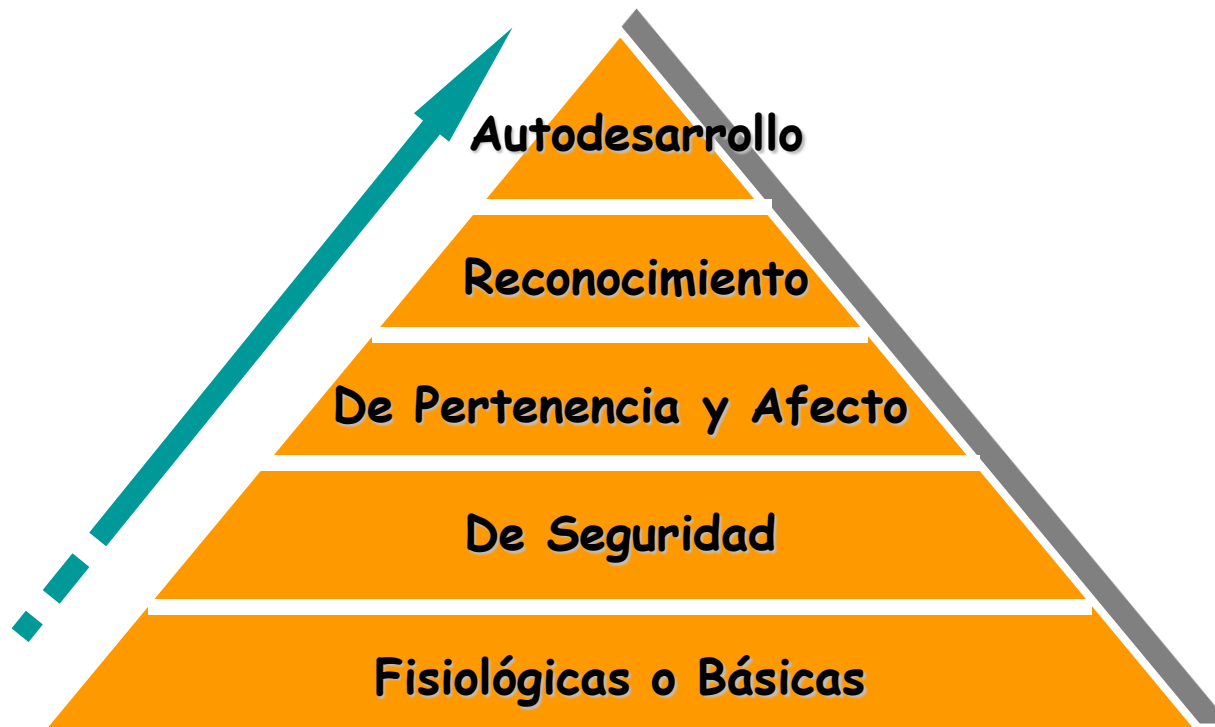 Autodesarrollo
Reconocimiento
De Pertenencia y Afecto
De Seguridad
Fisiológicas o Básicas